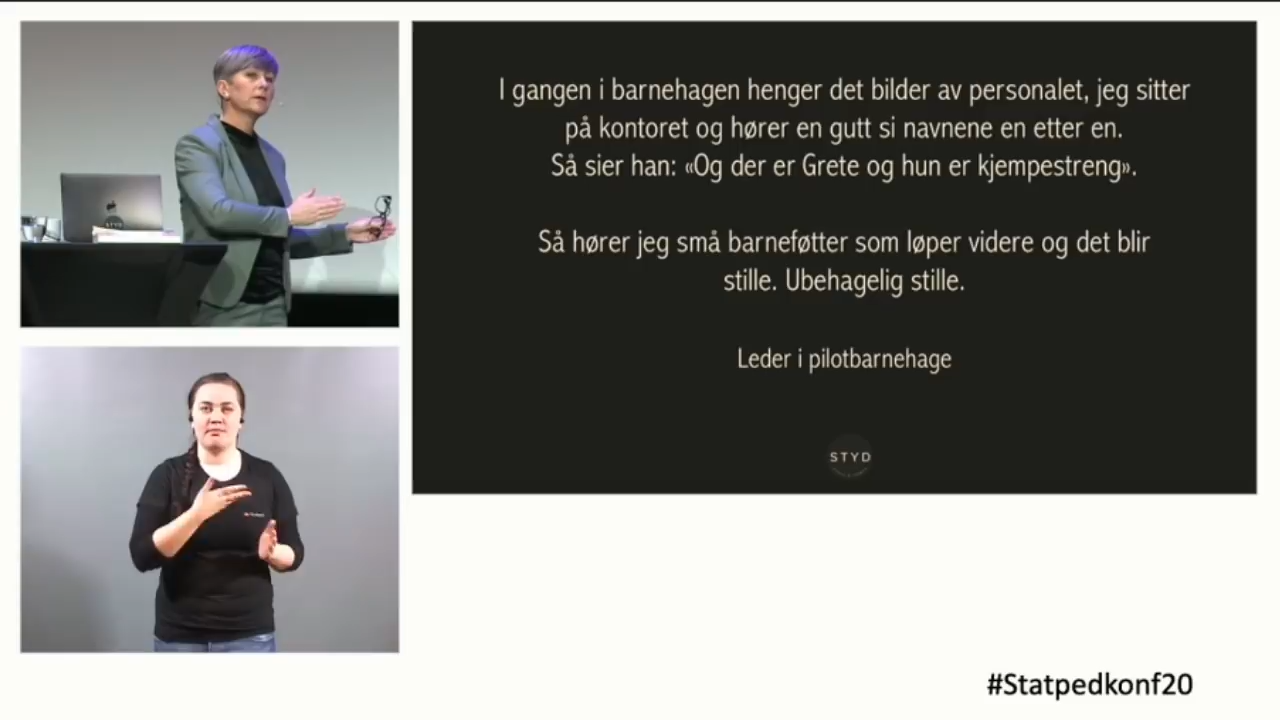 I gangen i barnehagen henger det bilder av personalet, jeg sitter
på kontoret og hører en gutt si navnene en etter en.
Så sier han: «Og der er Grete og hun er kjempestreng».
Så hører jeg små barneføtter som løper videre og det blir
stille. Ubehagelig stille.
Leder i pilotbarnehage
STYD
STYD
#Statpedkonf20